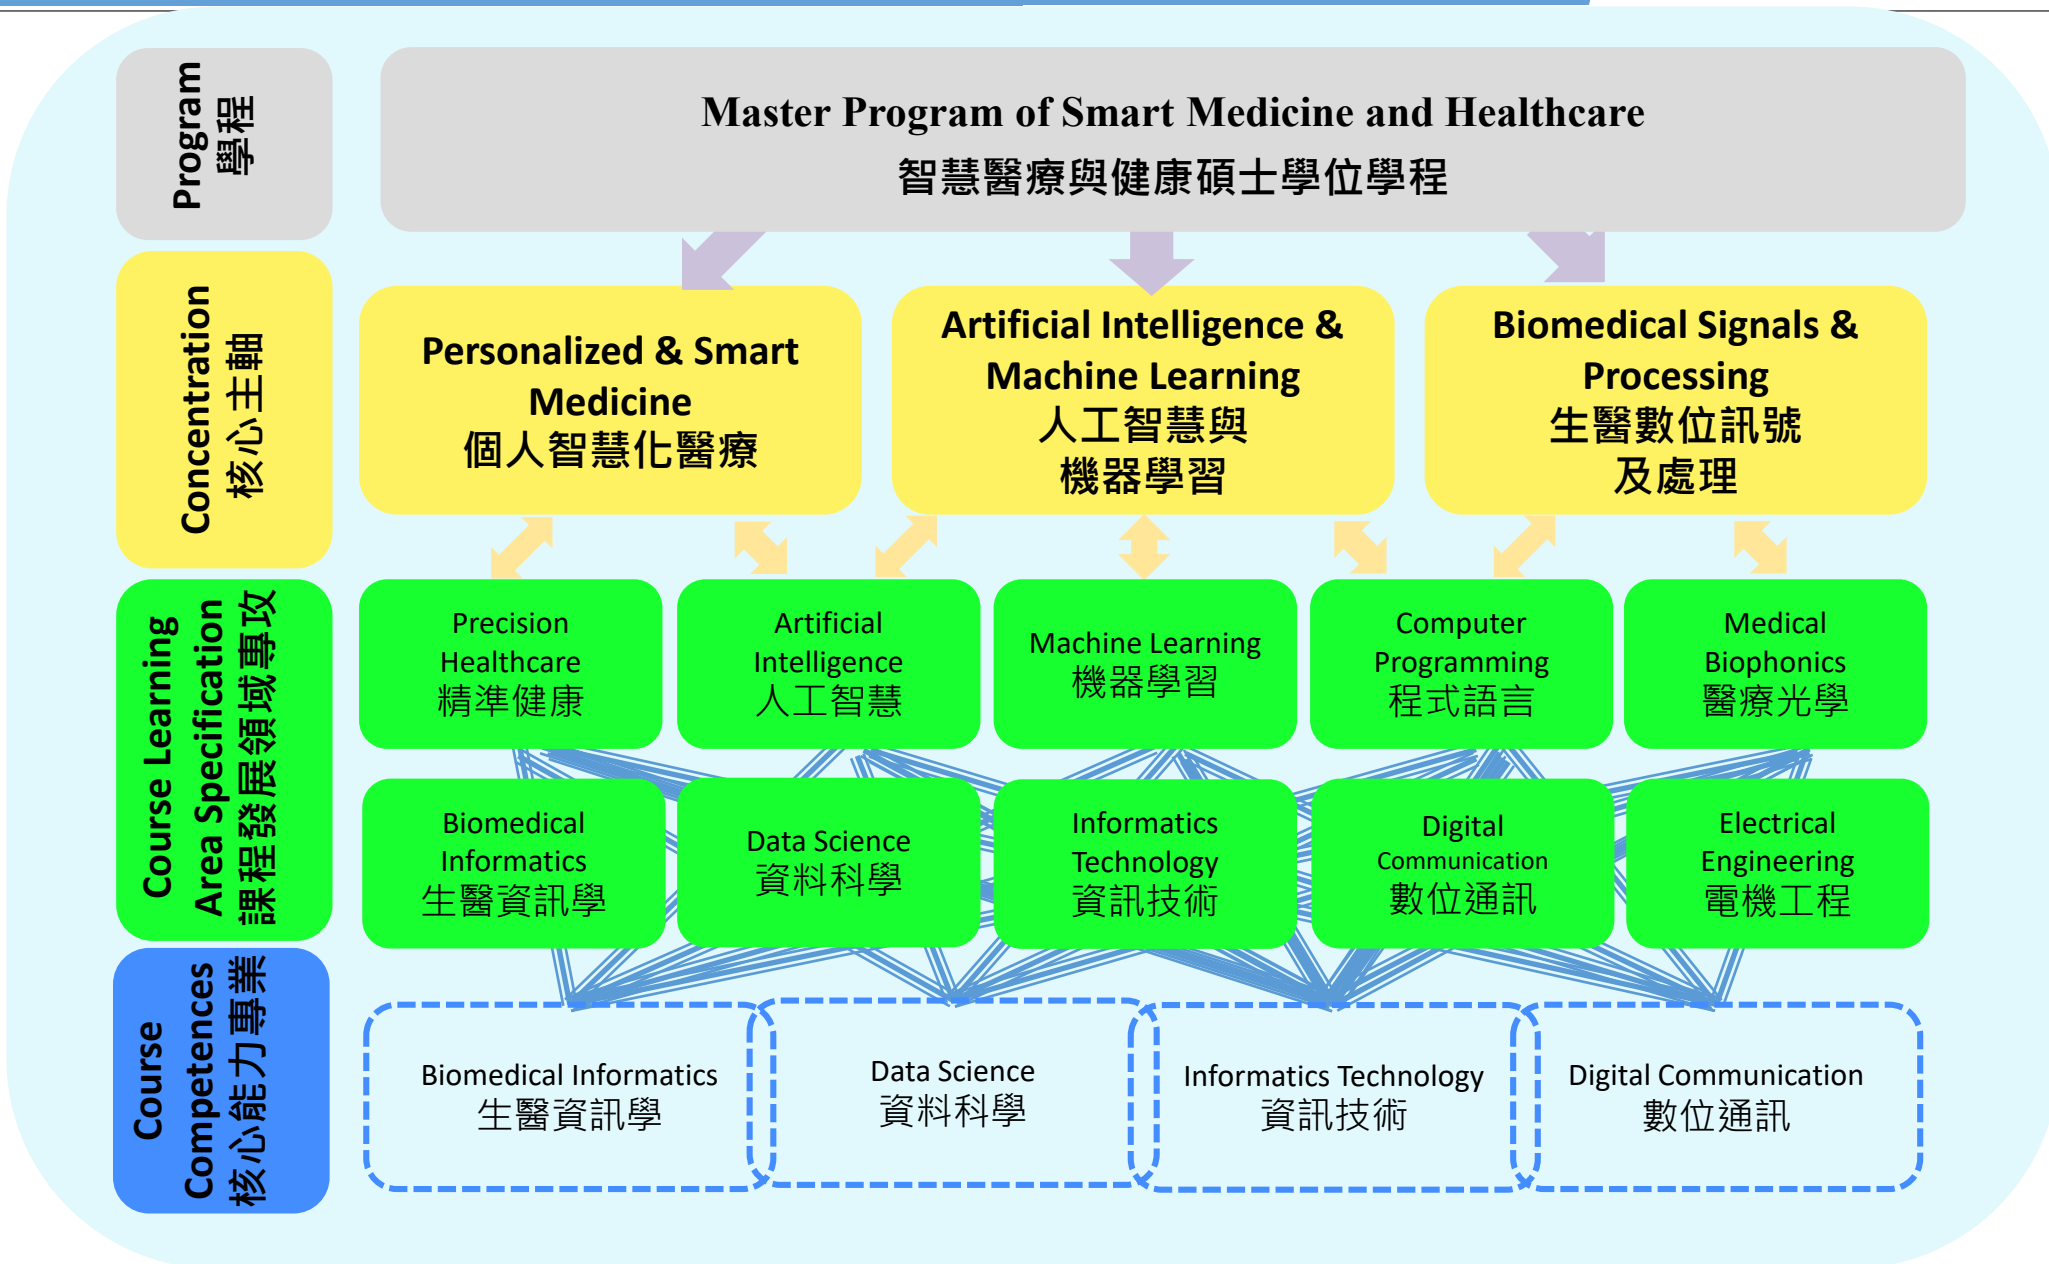 Program
學程
Master Program of Smart Medicine and Healthcare
智慧醫療與健康碩士學位學程
Concentration
核心主軸
Personalized & Smart
Medicine
個人智慧化醫療
Artificial Intelligence &
Machine Learning
人工智慧與
機器學習
Biomedical Signals &
Processing
生醫數位訊號
及處理
Course Learning
Area Specification
課程發展領域專攻
Precision
Healthcare
精準健康
Artificial
Intelligence
人工智慧
Machine Learning
機器學習
Computer
Programming
程式語言
Medical
Biophonics
醫療光學
Biomedical
Informatics
生醫資訊學
Data Science
資料科學
Informatics
Technology
資訊技術
Digital
Communication
數位通訊
Electrical
Engineering
電機工程
Course
Competences
核心能力專業
Biomedical Informatics
生醫資訊學
Data Science
資料科學
Informatics Technology
資訊技術
Digital Communication
數位通訊